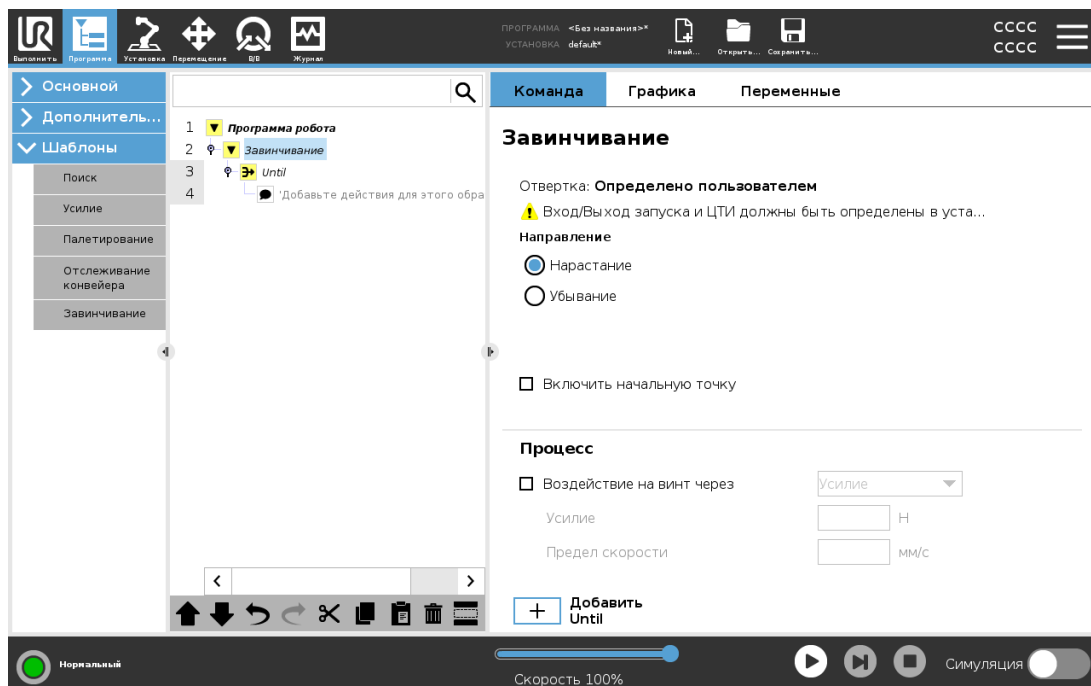 UR
Выполнить
Программа
Установка
Перемещение
В/В
Журнал
ПРОГРАММА <Без названия>*
УСТАНОВКА default*
Новый...
Открыть...
Сохранить...
CCCC
CCCC
Основной
Дополнитель...
Шаблоны
Поиск
Усилие
Палетирование
Отслеживание
конвейера
Завинчивание
1 Программа робота
2 Завинчивание
3 Until
4 'Добавьте действия для этого обра
Команда
Графика
Переменные
Завинчивание
Отвертка: Определено пользователем
Вход/Выход запуска и ЦТИ должны быть определены в уста...
Направление
Нарастание
Убывание
Включить начальную точку
Процесс
Воздействие на винт через
Усилие
Усилие
Н
Предел скорости
мм/с
Добавить
Until
Нормальный
Скорость 100%
Симуляция